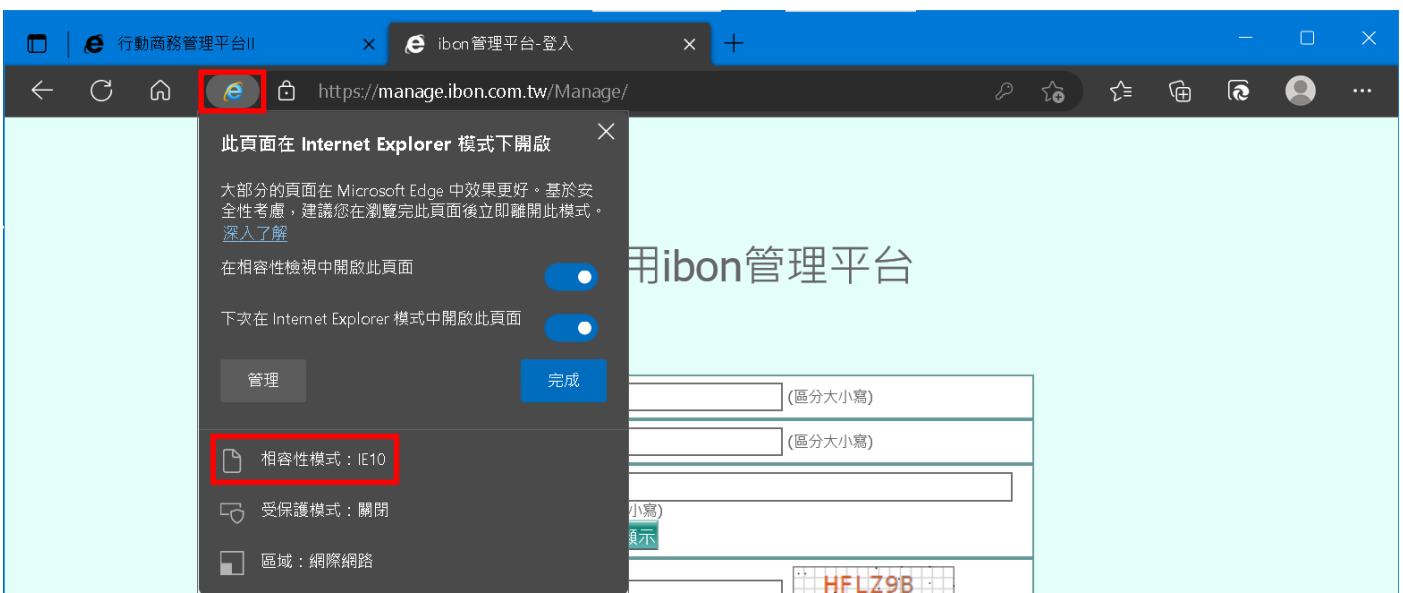 行動商務管理平台II
ibon管理平台-登入
https://manage.ibon.com.tw/Manage/
此頁面在 Internet Explorer 模式下開啟
大部分的頁面在 Microsoft Edge 中效果更好。基於安
全性考慮，建議您在瀏覽完此頁面後立即離開此模式。
深入了解
在相容性檢視中開啟此頁面
用ibon管理平台
下次在 Internet Explorer 模式中開啟此頁面
管理
完成
(區分大小寫)
(區分大小寫)
相容性模式：IE10
受保護模式：關閉
小寫)
顯示
區域：網際網路
HFLZ9B